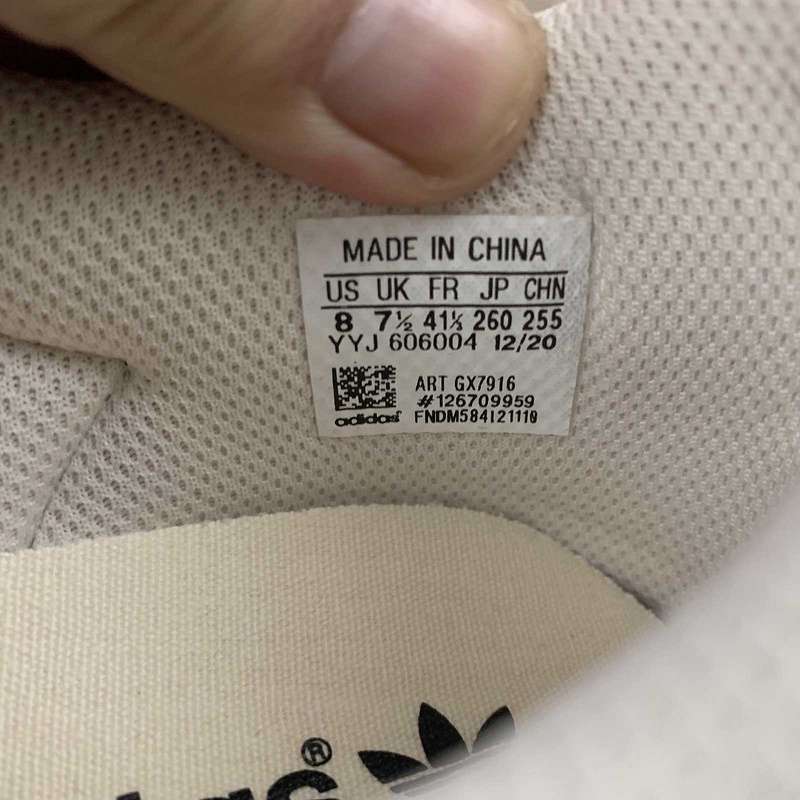 MADE IN CHINA
US UK FR JP CHN
8 7½ 41⅓ 260 255
YYJ 606004 12/20
ART GX7916
#126709959
adidas FNDM584121110
®